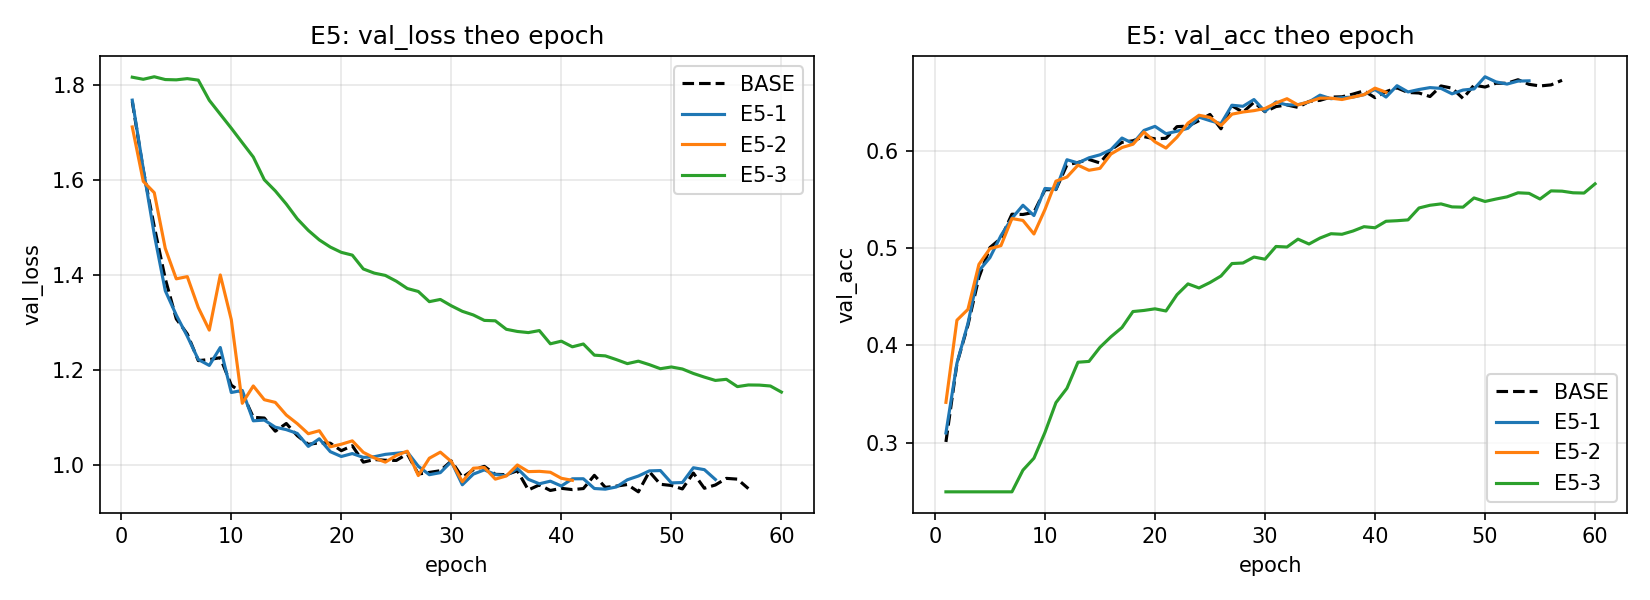 E5: val_loss theo epoch
val_loss
1.8
1.6
1.4
1.2
1.0
0 10 20 30 40 50 60
epoch
BASE
E5-1
E5-2
E5-3
E5: val_acc theo epoch
val_acc
0.6
0.5
0.4
0.3
0 10 20 30 40 50 60
epoch
BASE
E5-1
E5-2
E5-3